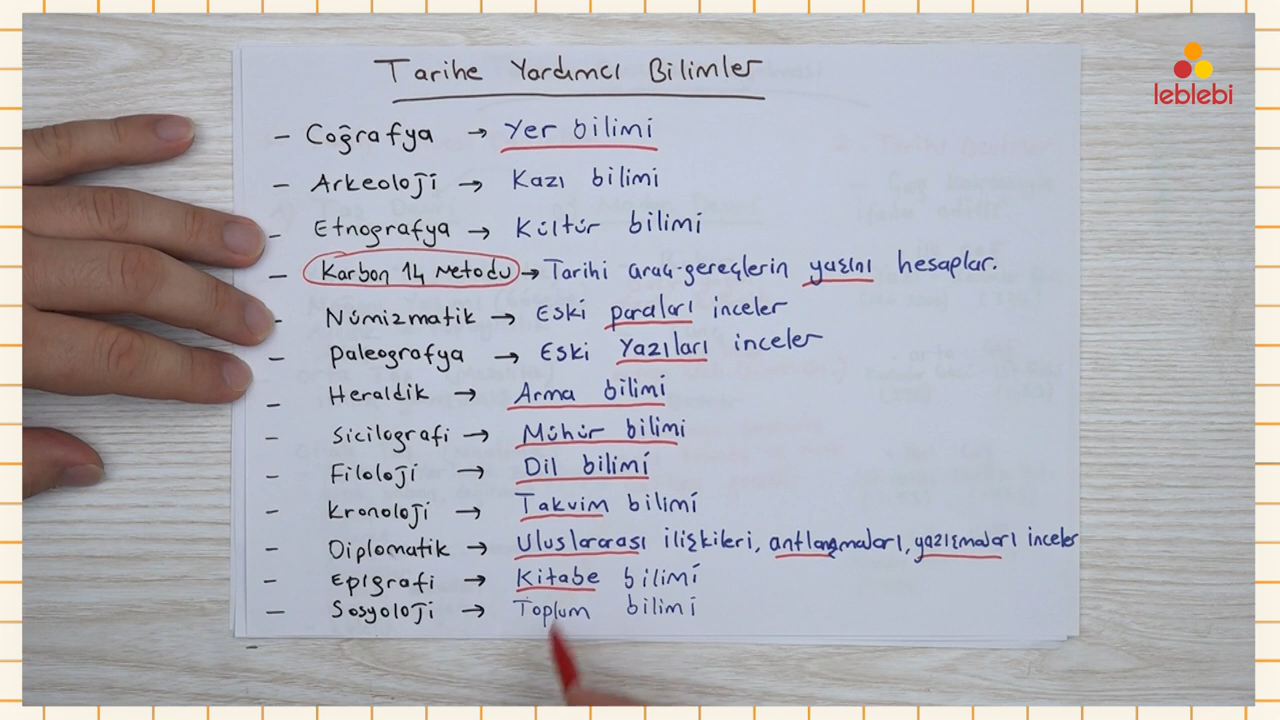 Tarihe Yardımcı Bilimler
leblebi
- Coğrafya → Yer bilimi
- Arkeoloji → Kazı bilimi
- Etnografya → Kültür bilimi
- Karbon 14 Metodu → Tarihi araç-gereçlerin yaşını hesaplar.
- Nümizmatik → Eski paraları inceler
- Paleografya → Eski Yazıları inceler
- Heraldik → Arma bilimi
- Sicilografi → Mühür bilimi
- Filoloji → Dil bilimi
- Kronoloji → Takvim bilimi
- Diplomatik → Uluslararası ilişkileri, antlaşmaları, yazışmaları inceler
- Epigrafi → Kitabe bilimi
- Sosyoloji → Toplum bilimi